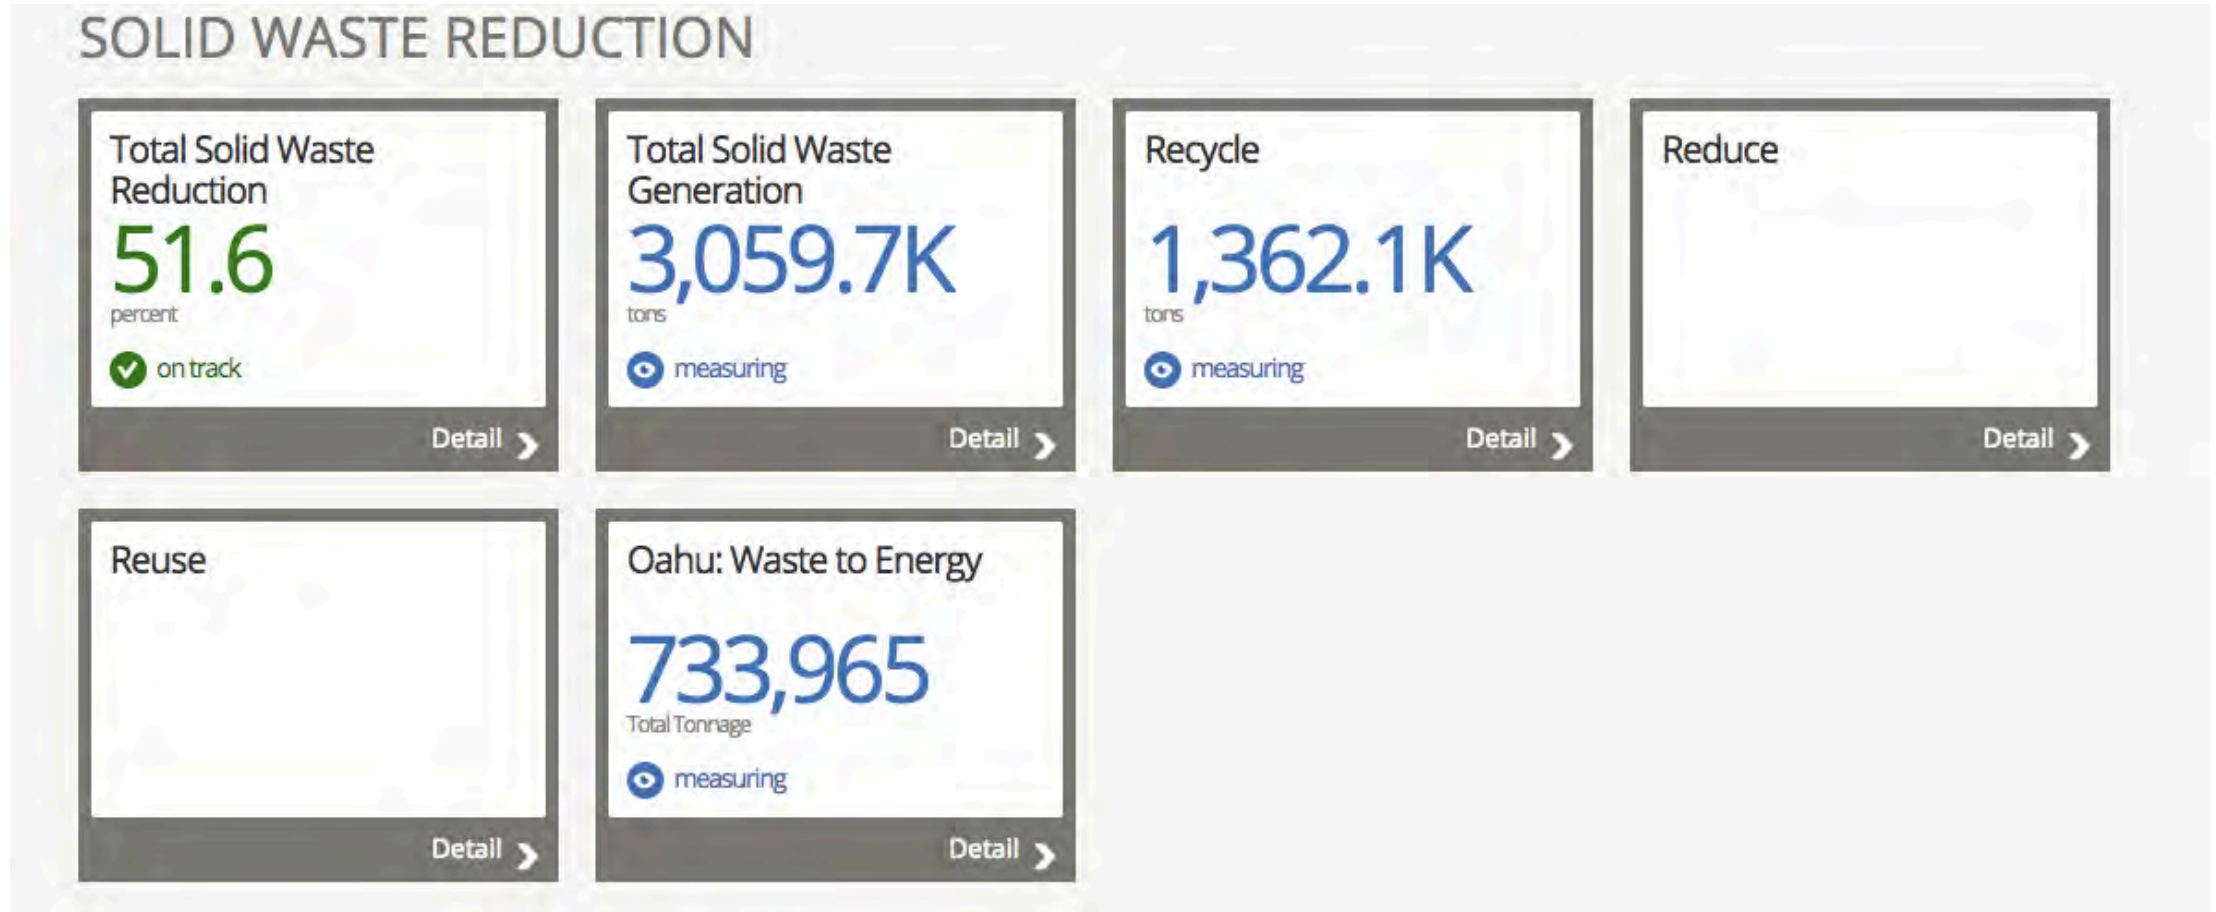 SOLID WASTE REDUCTION
Total Solid Waste
Reduction
51.6
percent
on track
Detail
Total Solid Waste
Generation
3,059.7K
tons
measuring
Detail
Recycle
1,362.1K
tons
measuring
Detail
Reduce
Detail
Reuse
Detail
Oahu: Waste to Energy
733,965
Total Tonnage
measuring
Detail